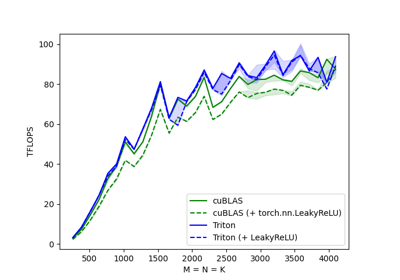 100
80
60
40
20
0
TFLOPS
500
1000
1500
2000
2500
3000
3500
4000
M = N = K
cuBLAS
cuBLAS (+ torch.nn.LeakyReLU)
Triton
Triton (+ LeakyReLU)